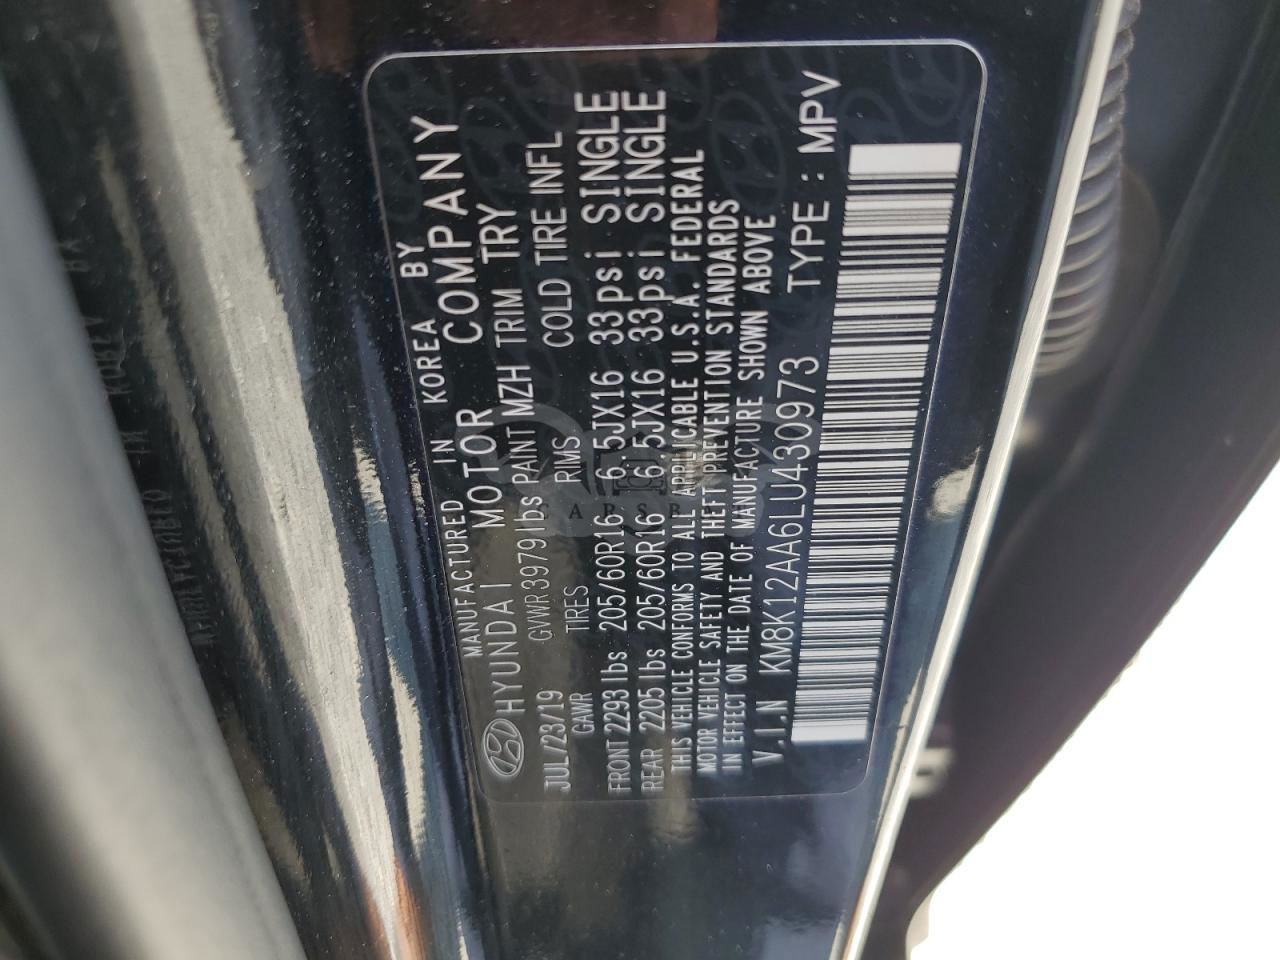 MANUFACTURED IN KOREA BY
HYUNDAI MOTOR COMPANY
JUL/23/19 GVWR3979lbs PAINT MZH TRIM TRY
GAWR TIRES RIMS COLD TIRE INFL
FRONT 2293lbs 205/60R16 6.5JX16 33psi SINGLE
REAR 2205lbs 205/60R16 6.5JX16 33psi SINGLE
THIS VEHICLE CONFORMS TO ALL APPLICABLE U.S.A. FEDERAL
MOTOR VEHICLE SAFETY AND THEFT PREVENTION STANDARDS
IN EFFECT ON THE DATE OF MANUFACTURE SHOWN ABOVE
V.I.N KM8K12AA6LU430973 TYPE : MPV